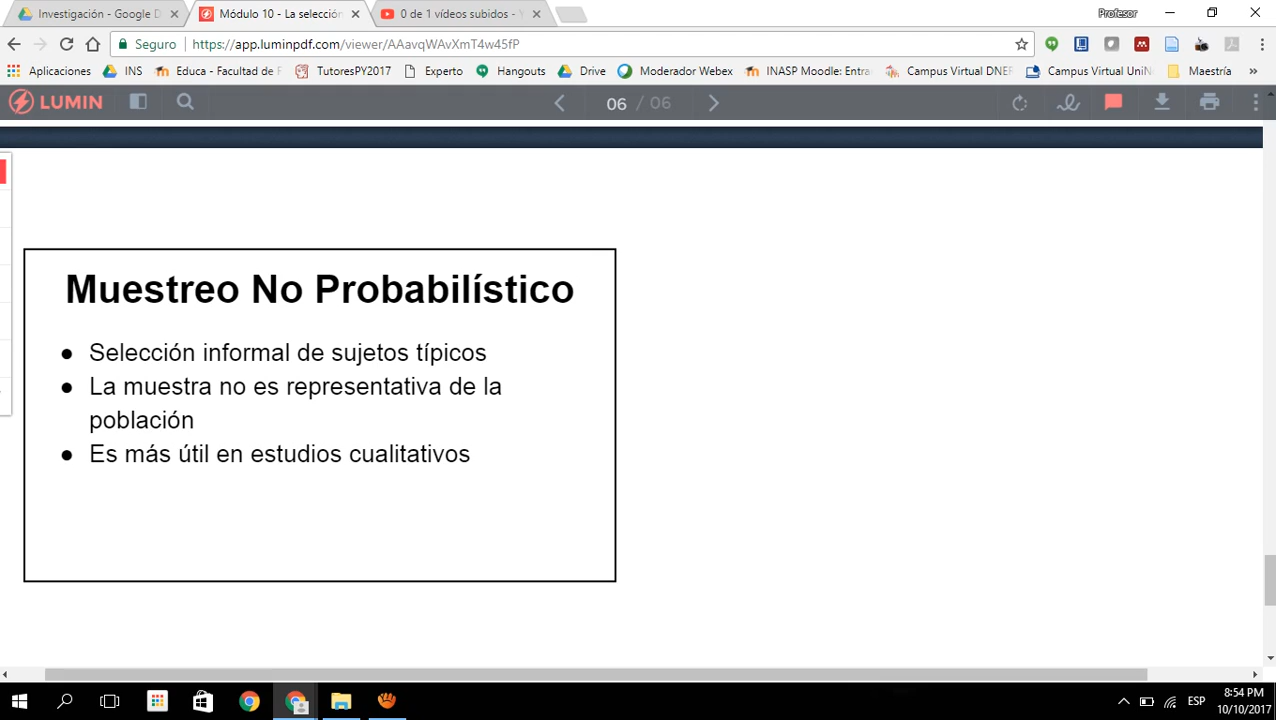 Investigación - Google D
Módulo 10 - La selección
0 de 1 vídeos subidos - Y
Profesor
Seguro
https://app.luminpdf.com/viewer/AAavqWAvXmT4w45fP
Aplicaciones
INS
Educa - Facultad de F
TutoresPY2017
Experto
Hangouts
Drive
Moderador Webex
INASP Moodle: Entra
Campus Virtual DNER
Campus Virtual UniN
Maestría
»
LUMIN
06 / 06
Muestreo No Probabilístico
● Selección informal de sujetos típicos
● La muestra no es representativa de la
población
● Es más útil en estudios cualitativos
ESP
8:54 PM
10/10/2017